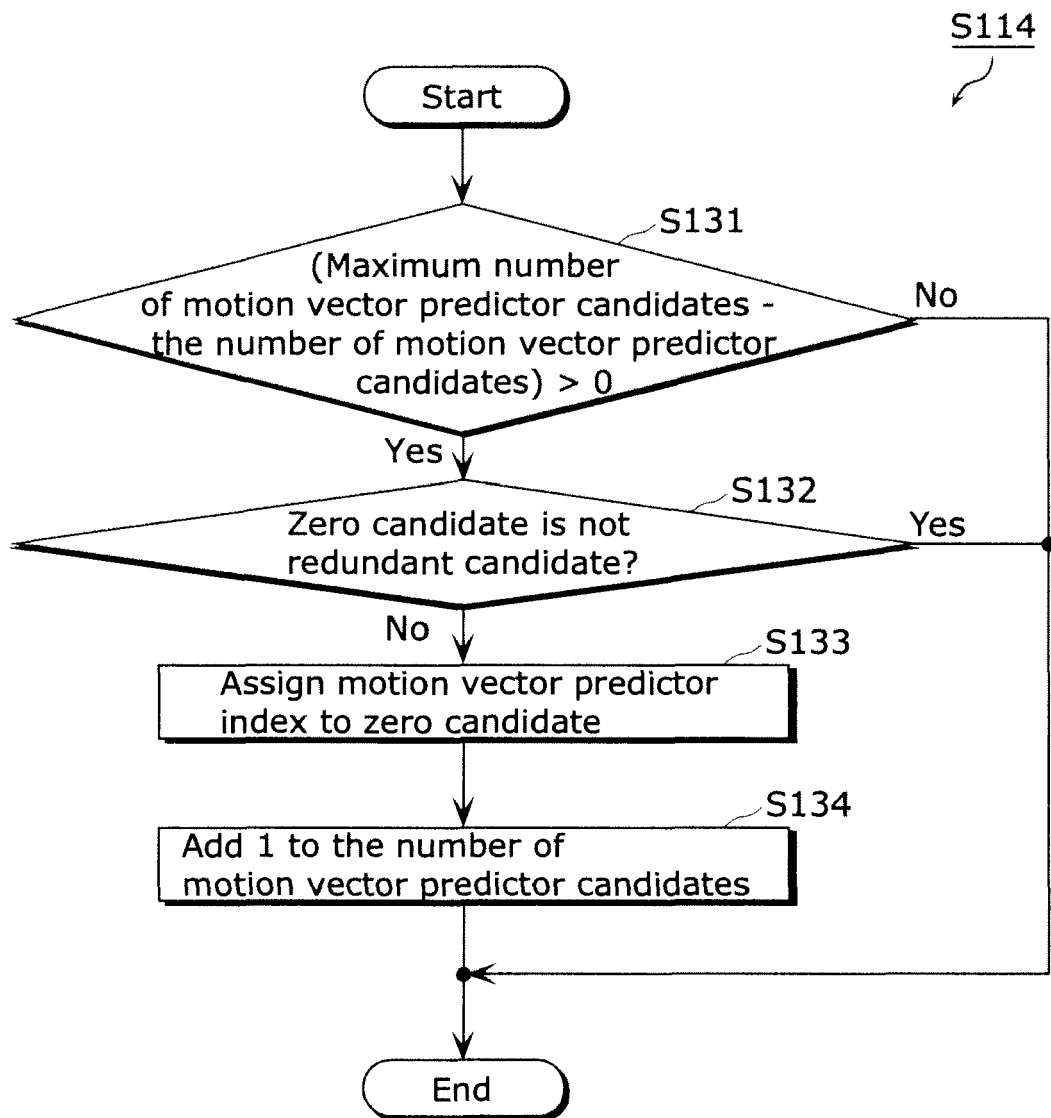 S114
Start
S131
(Maximum number
of motion vector predictor candidates -
the number of motion vector predictor
candidates) > 0
No
Yes
S132
Zero candidate is not
redundant candidate?
Yes
No
S133
Assign motion vector predictor
index to zero candidate
S134
Add 1 to the number of
motion vector predictor candidates
End